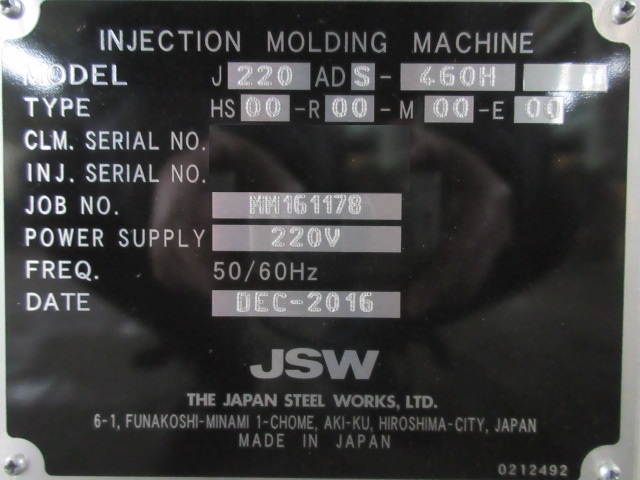 INJECTION MOLDING MACHINE
MODEL J 220 ADS-460H
TYPE HS 00-R 00-M 00-E 00
CLM. SERIAL NO.
INJ. SERIAL NO.
JOB NO. MM161178
POWER SUPPLY 220V
FREQ. 50/60Hz
DATE DEC-2016
JSW
THE JAPAN STEEL WORKS, LTD.
6-1, FUNAKOSHI-MINAMI 1-CHOME, AKI-KU, HIROSHIMA-CITY, JAPAN
MADE IN JAPAN
0212492